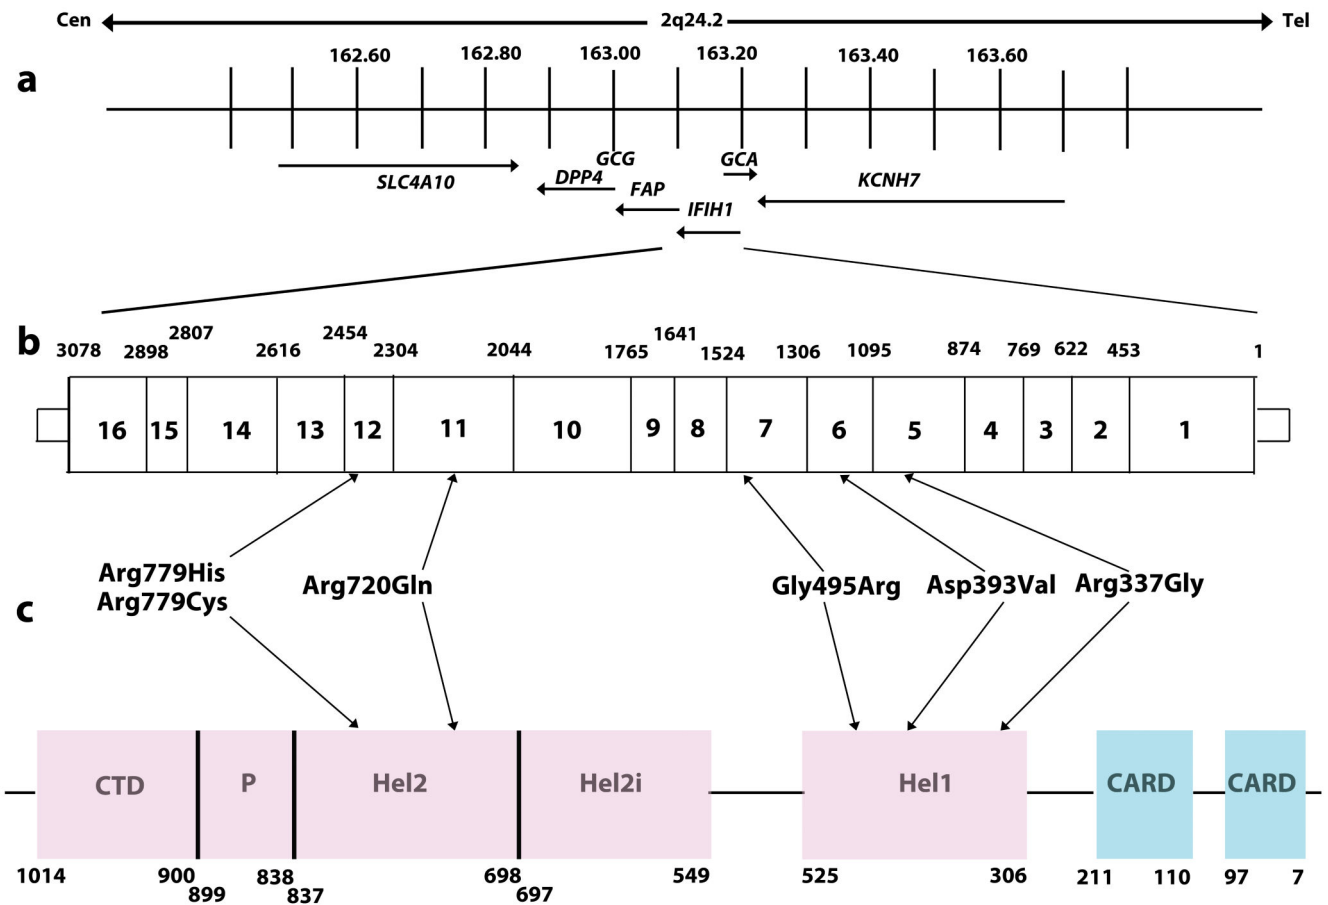 Cen 2q24.2 Tel
162.60 162.80 163.00 163.20 163.40 163.60
a
GCG GCA
SLC4A10 DPP4 FAP KCNH7
IFIH1
b
3078 2898 2807 2616 2454 2304 2044 1765 1641 1524 1306 1095 874 769 622 453 1
16 15 14 13 12 11 10 9 8 7 6 5 4 3 2 1
Arg779His
Arg779Cys
Arg720Gln Gly495Arg Asp393Val Arg337Gly
c
CTD P Hel2 Hel2i Hel1 CARD CARD
1014 900 838 698 549 525 306 211 110 97 7
899 837 697